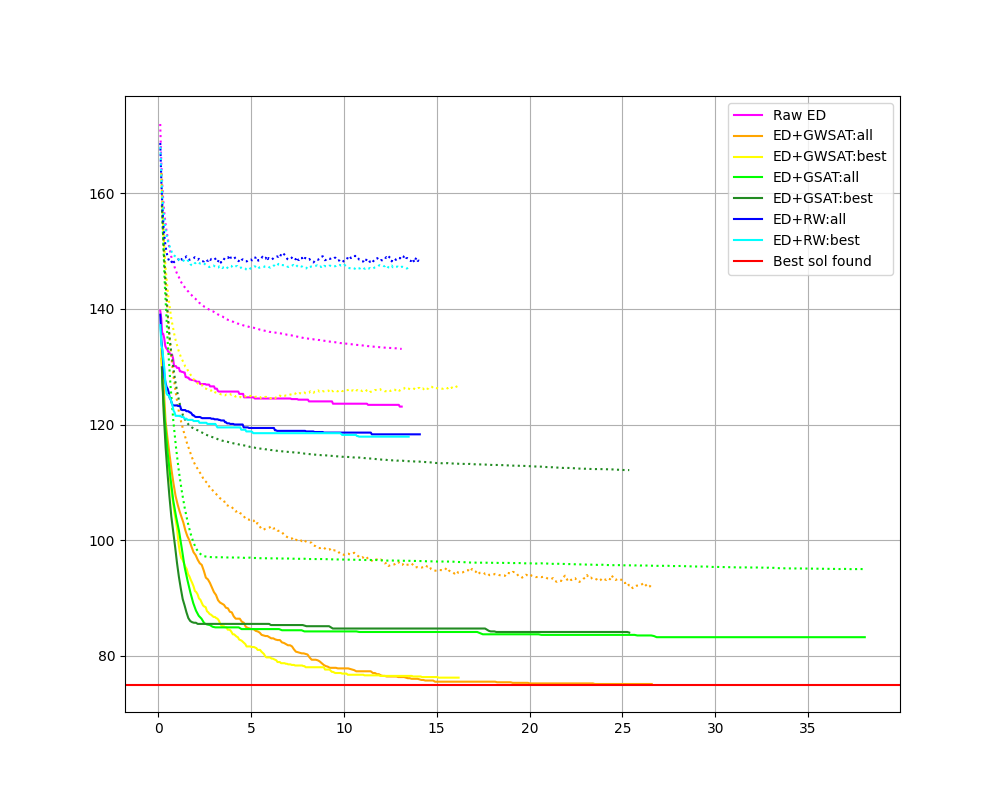 Raw ED
ED+GWSAT:all
ED+GWSAT:best
ED+GSAT:all
ED+GSAT:best
ED+RW:all
ED+RW:best
Best sol found
160
140
120
100
80
0 5 10 15 20 25 30 35